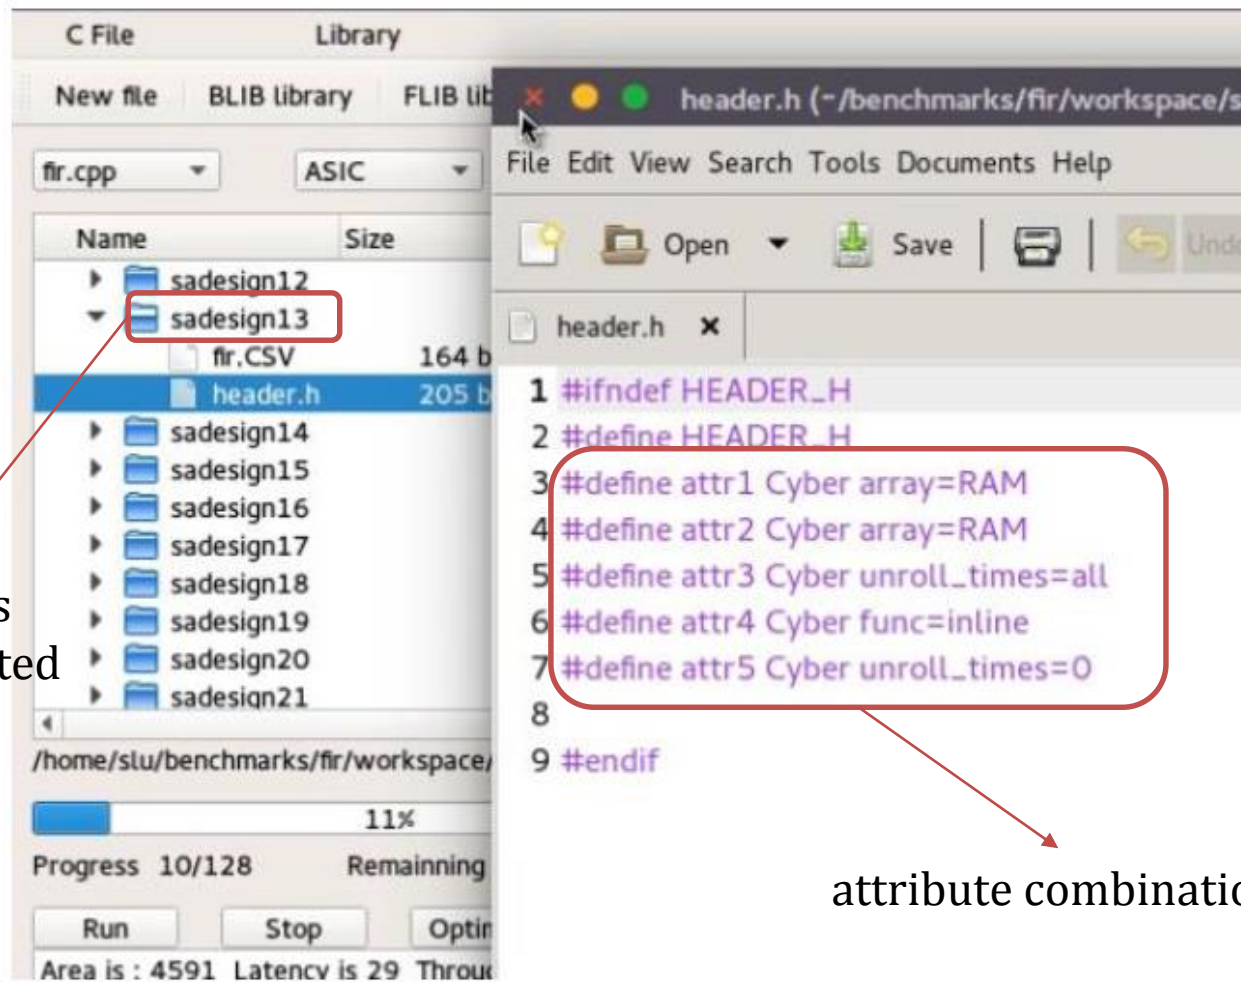 C File Library
New file BLIB library FLIB lib
fir.cpp ASIC
Name Size
sadesign12
sadesign13
fir.CSV 164 b
header.h 205 b
sadesign14
sadesign15
sadesign16
sadesign17
sadesign18
sadesign19
sadesign20
sadesign21
/home/slu/benchmarks/fir/workspace/
11%
Progress 10/128 Remainning
Run Stop Optim
Area is : 4591 Latency is 29 Throug
header.h (~/benchmarks/fir/workspace/s
File Edit View Search Tools Documents Help
Open Save Undo
header.h
1 #ifndef HEADER_H
2 #define HEADER_H
3 #define attr1 Cyber array=RAM
4 #define attr2 Cyber array=RAM
5 #define attr3 Cyber unroll_times=all
6 #define attr4 Cyber func=inline
7 #define attr5 Cyber unroll_times=0
8
9 #endif
s
ted
attribute combinatio